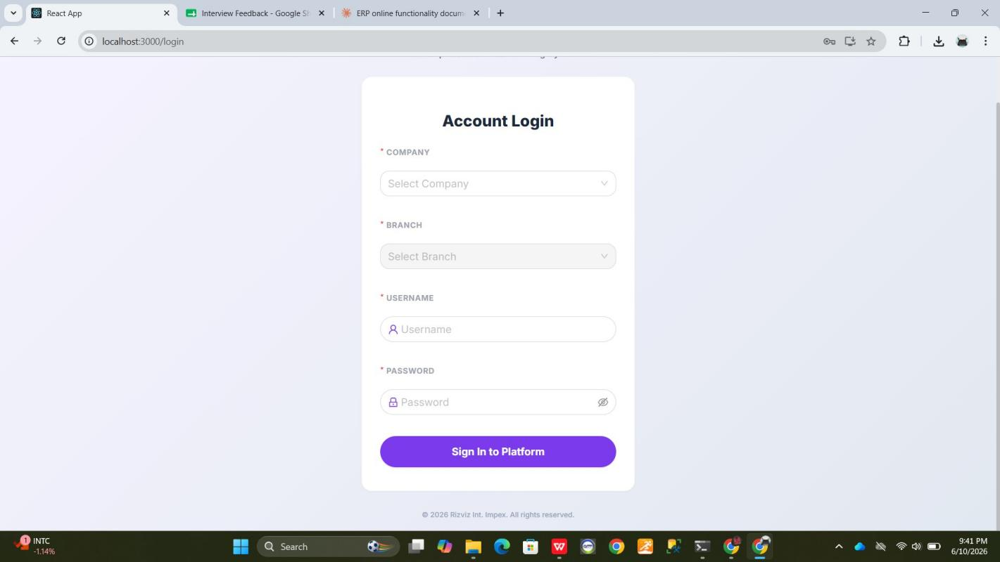 React App
Interview Feedback - Google Sh
ERP online functionality docum
localhost:3000/login
Account Login
* COMPANY
Select Company
* BRANCH
Select Branch
* USERNAME
Username
* PASSWORD
Password
Sign In to Platform
© 2026 Rizviz Int. Impex. All rights reserved.
1
INTC
-1.14%
Search
9:41 PM
6/10/2026